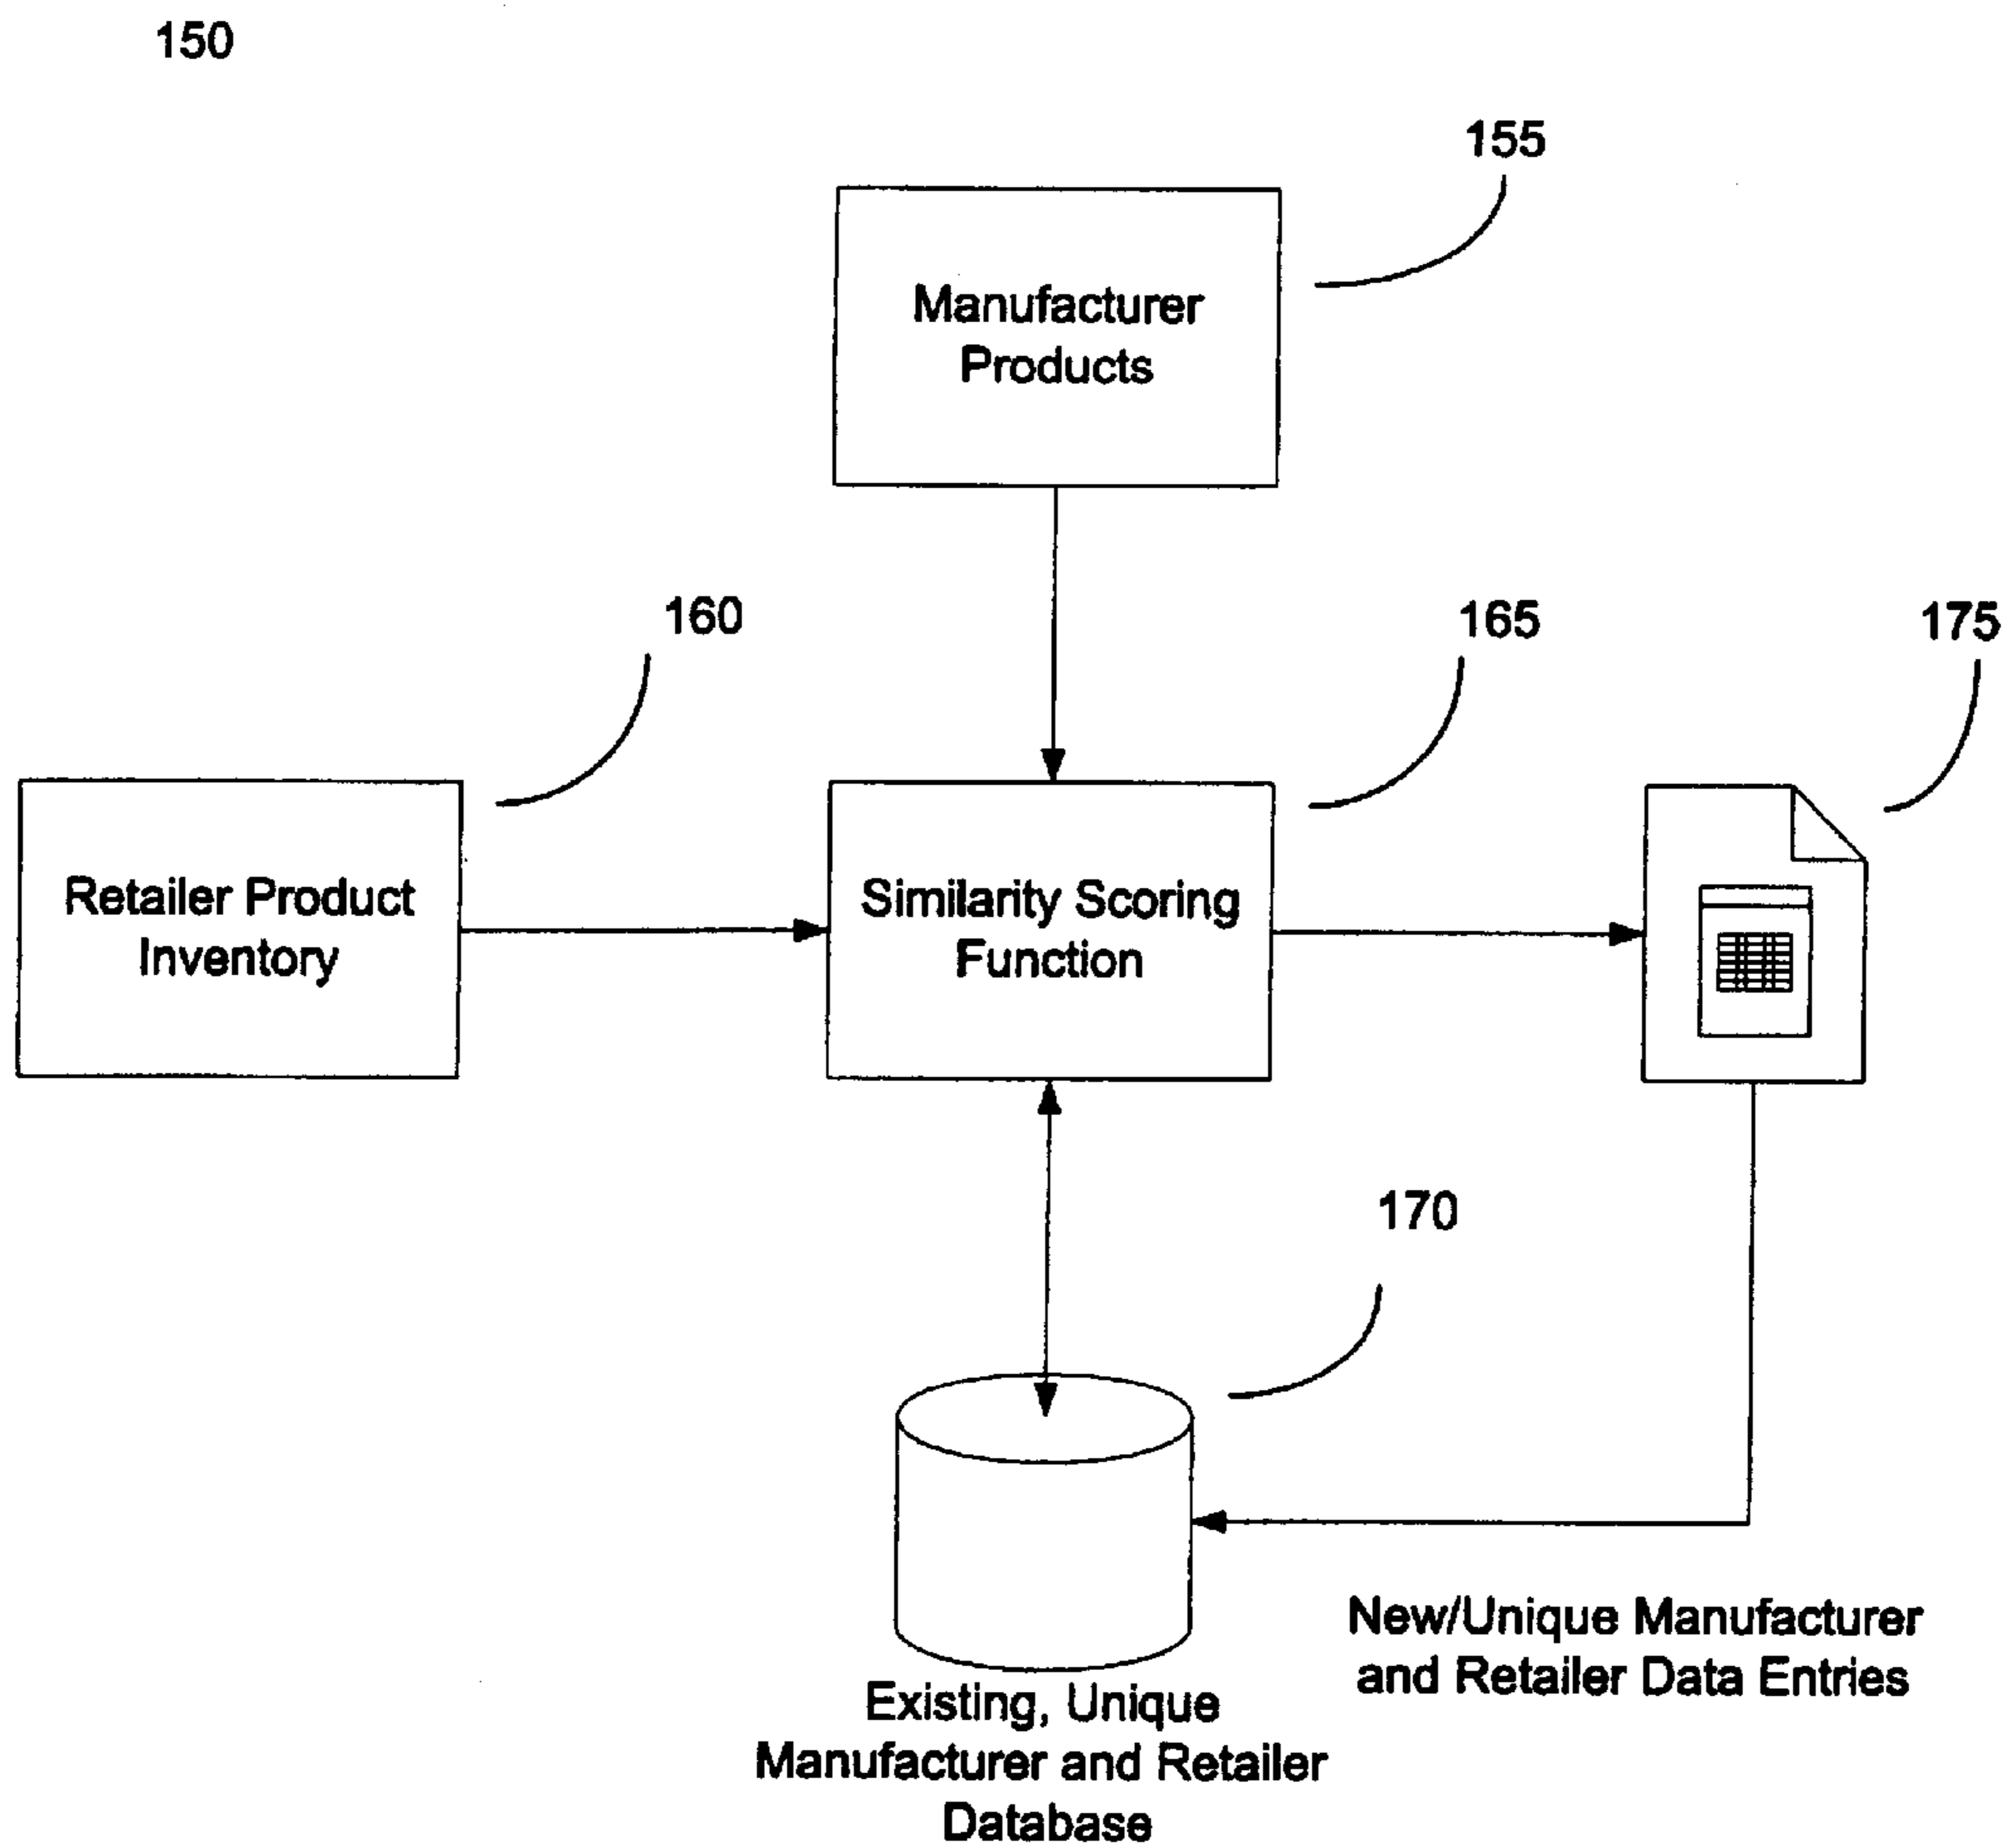 150
155
Manufacturer
Products
160
165
175
Retailer Product
Inventory
Similarity Scoring
Function
170
New/Unique Manufacturer
and Retailer Data Entries
Existing, Unique
Manufacturer and Retailer
Database